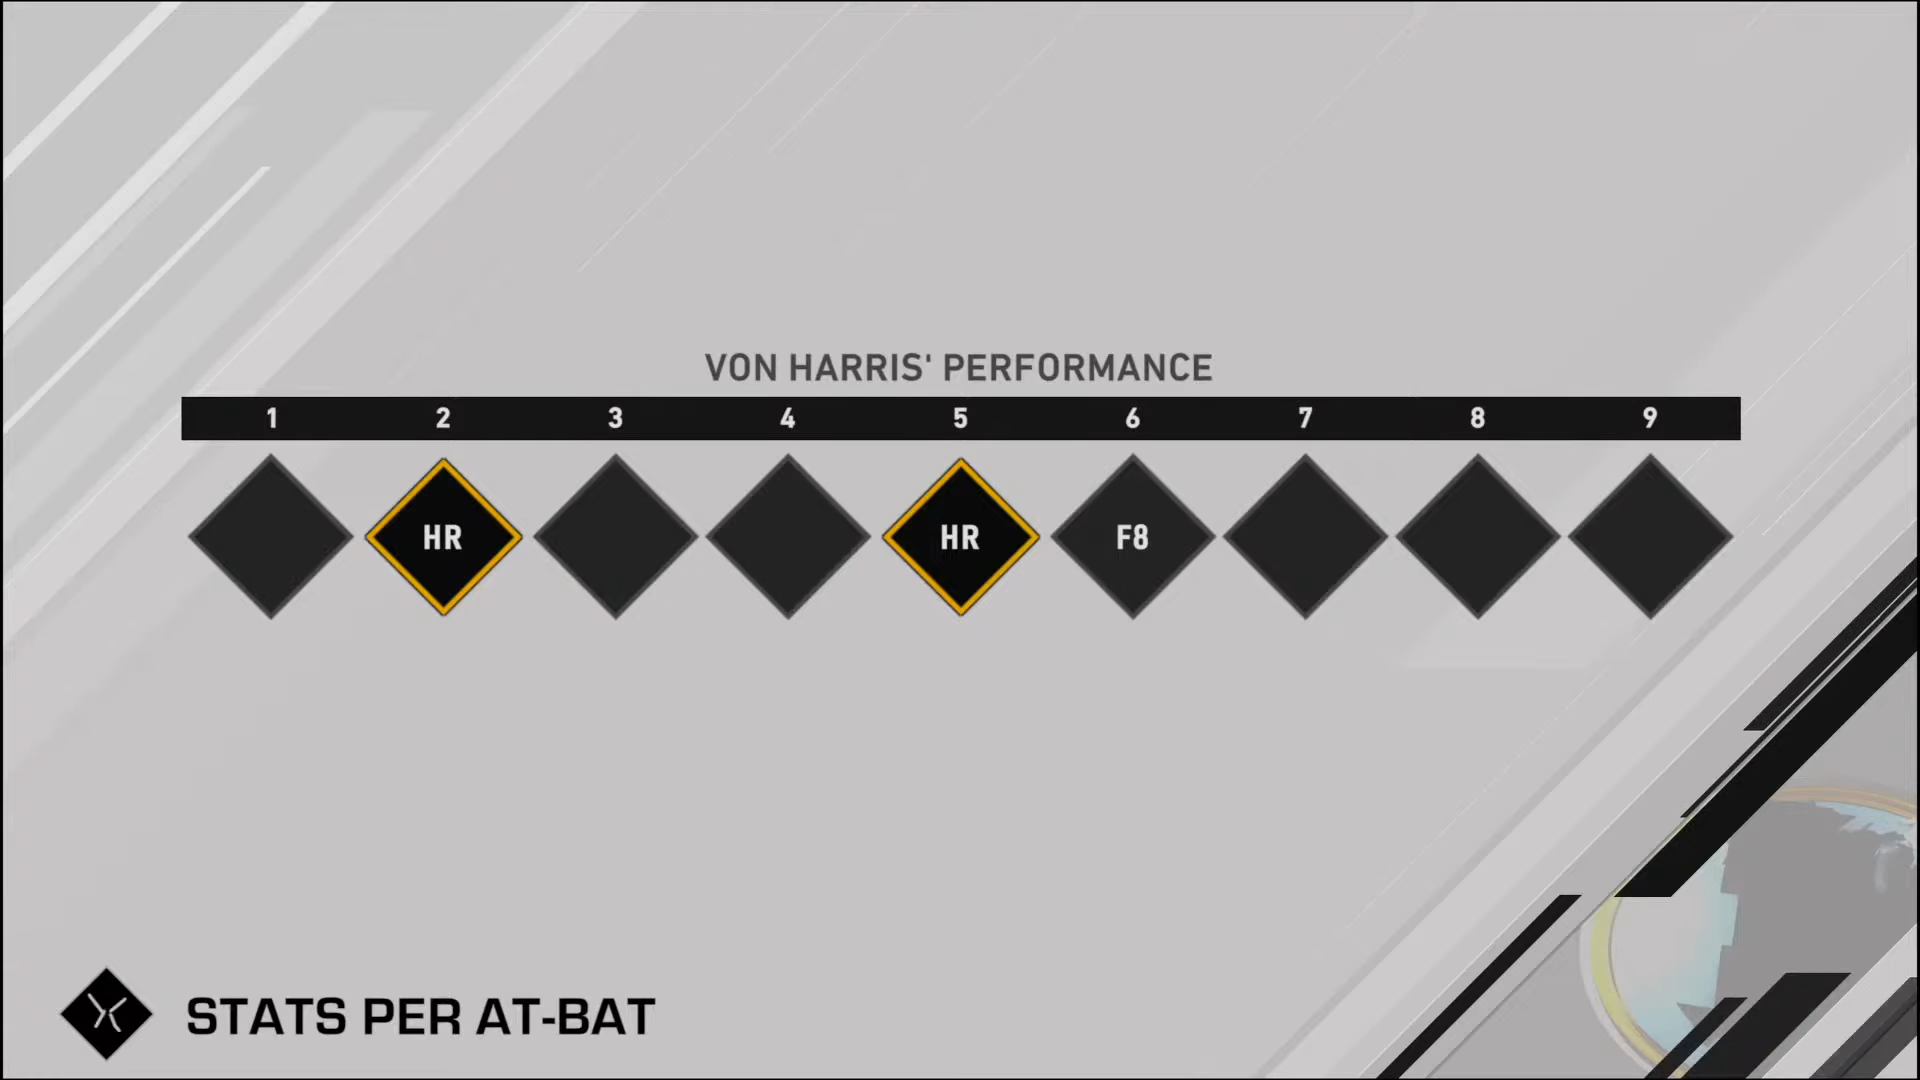 VON HARRIS' PERFORMANCE
1 2 3 4 5 6 7 8 9
HR HR F8
STATS PER AT-BAT